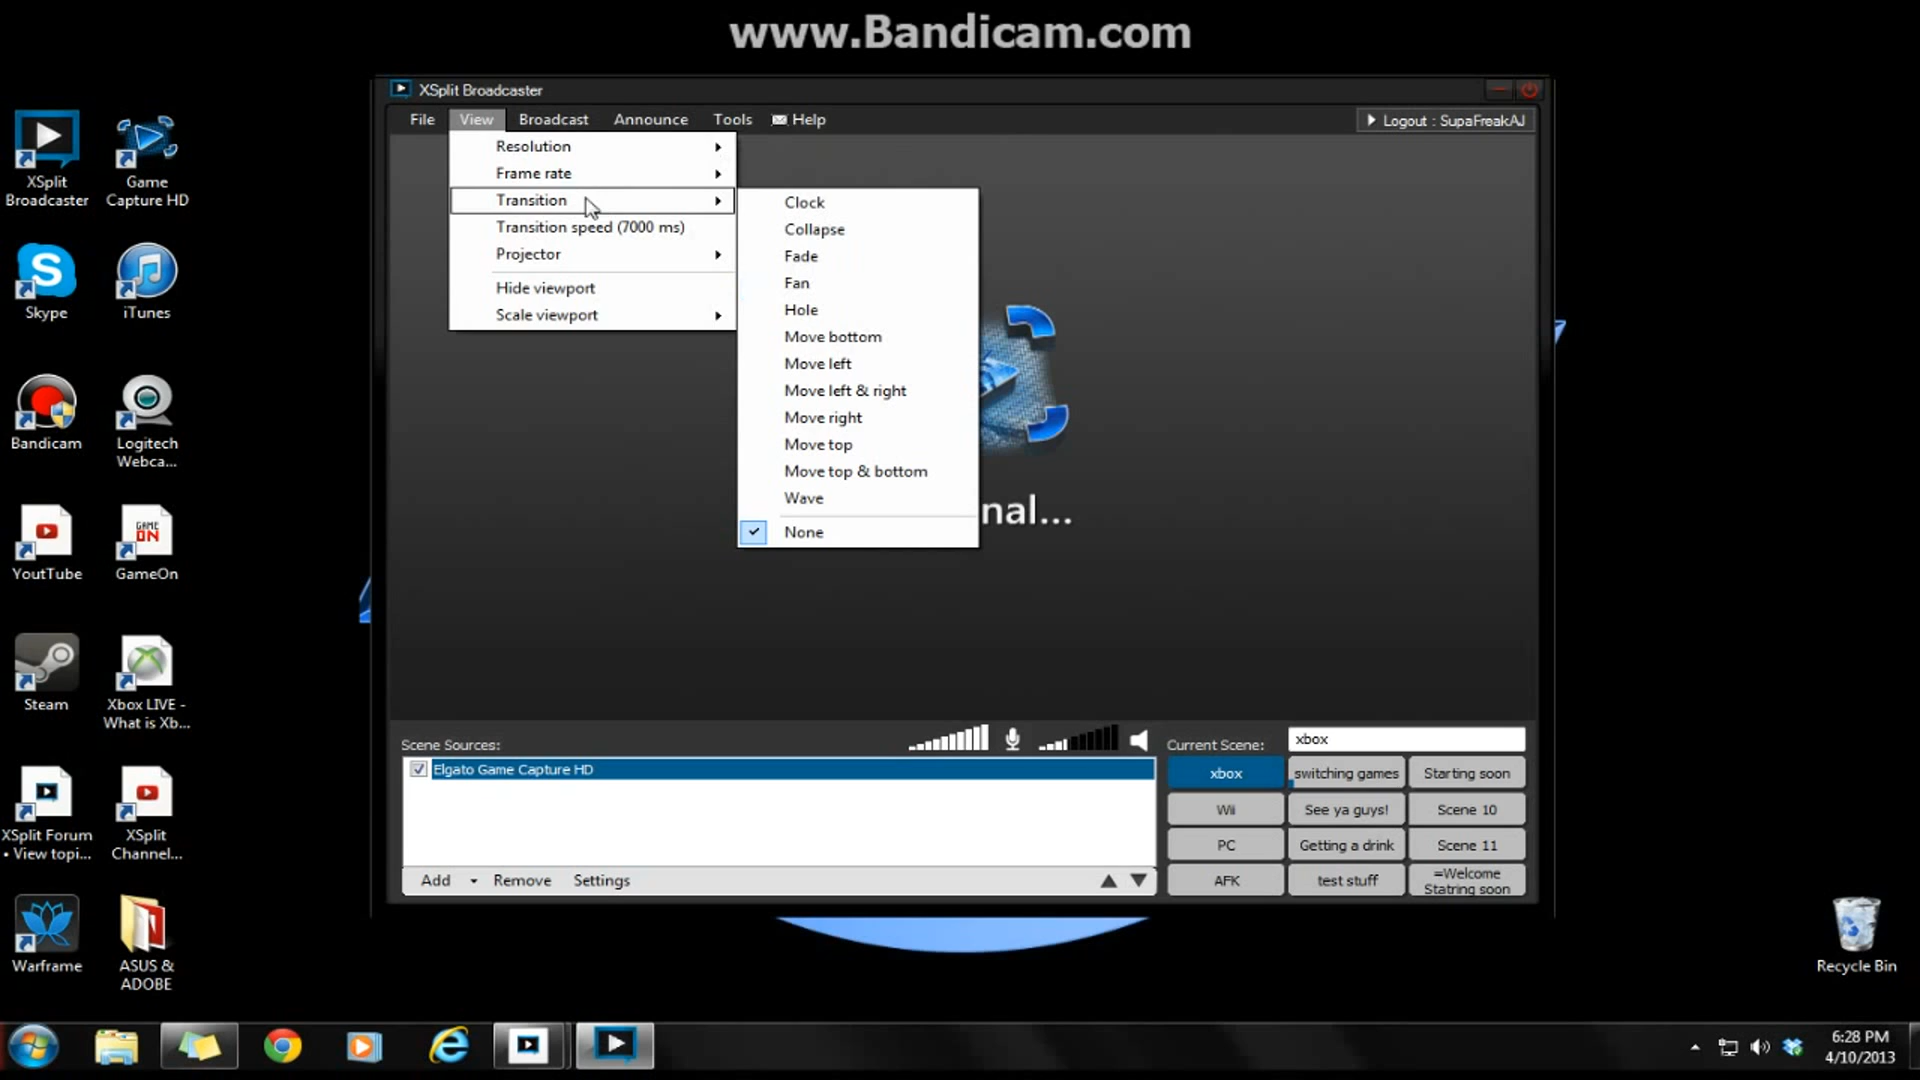 www.Bandicam.com
XSplit Broadcaster
File View Broadcast Announce Tools Help
Logout : SupaFreakAJ
Resolution
Frame rate
Transition
Transition speed (7000 ms)
Projector
Hide viewport
Scale viewport
Clock
Collapse
Fade
Fan
Hole
Move bottom
Move left
Move left & right
Move right
Move top
Move top & bottom
Wave
None
nal...
Scene Sources:
Elgato Game Capture HD
Add Remove Settings
Current Scene:
xbox
xbox
switching games
Starting soon
Wii
See ya guys!
Scene 10
PC
Getting a drink
Scene 11
AFK
test stuff
=Welcome
Statring soon
XSplit
Broadcaster
Game
Capture HD
Skype
iTunes
Bandicam
Logitech
Webca...
YoutTube
GAME
ON
GameOn
Steam
Xbox LIVE -
What is Xb...
XSplit Forum
• View topi...
XSplit
Channel...
Warframe
ASUS &
ADOBE
Recycle Bin
6:28 PM
4/10/2013